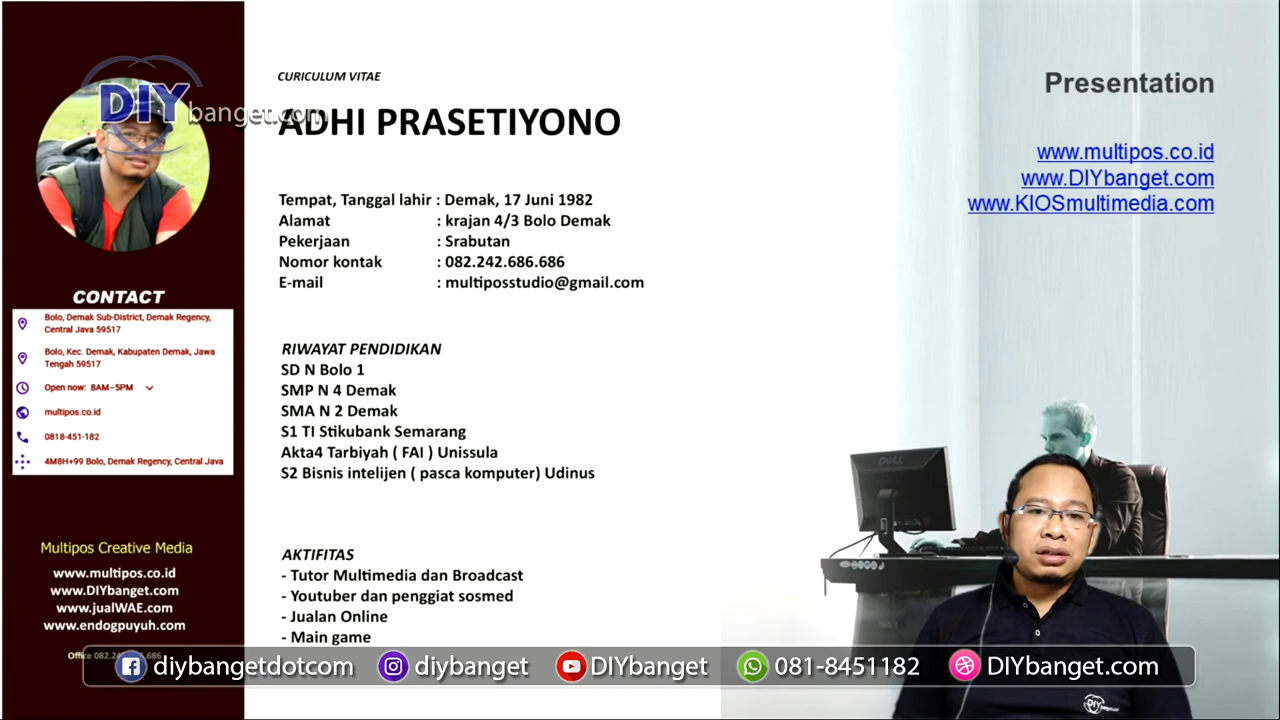 DIY banget.com
CONTACT
Bolo, Demak Sub-District, Demak Regency,
Central Java 59517
Bolo, Kec. Demak, Kabupaten Demak, Jawa
Tengah 59517
Open now: 8AM–5PM
multipos.co.id
0818-451-182
4M8H+99 Bolo, Demak Regency, Central Java
Multipos Creative Media
www.multipos.co.id
www.DIYbanget.com
www.jualWAE.com
www.endogpuyuh.com
Office
CURICULUM VITAE
ADHI PRASETIYONO
Tempat, Tanggal lahir : Demak, 17 Juni 1982
Alamat : krajan 4/3 Bolo Demak
Pekerjaan : Srabutan
Nomor kontak : 082.242.686.686
E-mail : multiposstudio@gmail.com
RIWAYAT PENDIDIKAN
SD N Bolo 1
SMP N 4 Demak
SMA N 2 Demak
S1 TI Stikubank Semarang
Akta4 Tarbiyah ( FAI ) Unissula
S2 Bisnis intelijen ( pasca komputer) Udinus
AKTIFITAS
- Tutor Multimedia dan Broadcast
- Youtuber dan penggiat sosmed
- Jualan Online
- Main game
Presentation
www.multipos.co.id
www.DIYbanget.com
www.KIOSmultimedia.com
DELL
DIY banget.com
diybangetdotcom diybanget DIYbanget 081-8451182 DIYbanget.com